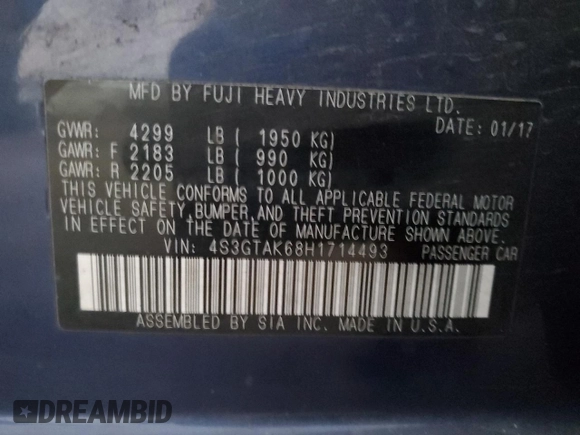 MFD BY FUJI HEAVY INDUSTRIES LTD.
DATE: 01/17
GVWR: 4299 LB ( 1950 KG)
GAWR: F 2183 LB ( 990 KG)
GAWR: R 2205 LB ( 1000 KG)
THIS VEHICLE CONFORMS TO ALL APPLICABLE FEDERAL MOTOR
VEHICLE SAFETY, BUMPER, AND THEFT PREVENTION STANDARDS
IN EFFECT ON THE DATE OF MANUFACTURE SHOWN ABOVE.
VIN: 4S3GTAK68H1714493 PASSENGER CAR
ASSEMBLED BY SIA INC. MADE IN U.S.A.
DREAMBID